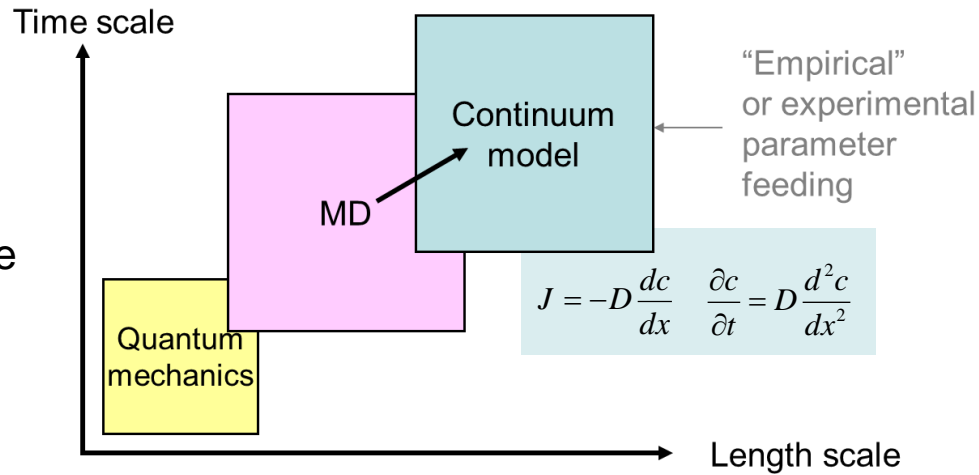 Time scale
"Empirical"
or experimental
parameter
feeding
Continuum
model
MD
e
J = -D dc/dx   ∂c/∂t = D d²c/dx²
Quantum
mechanics
Length scale